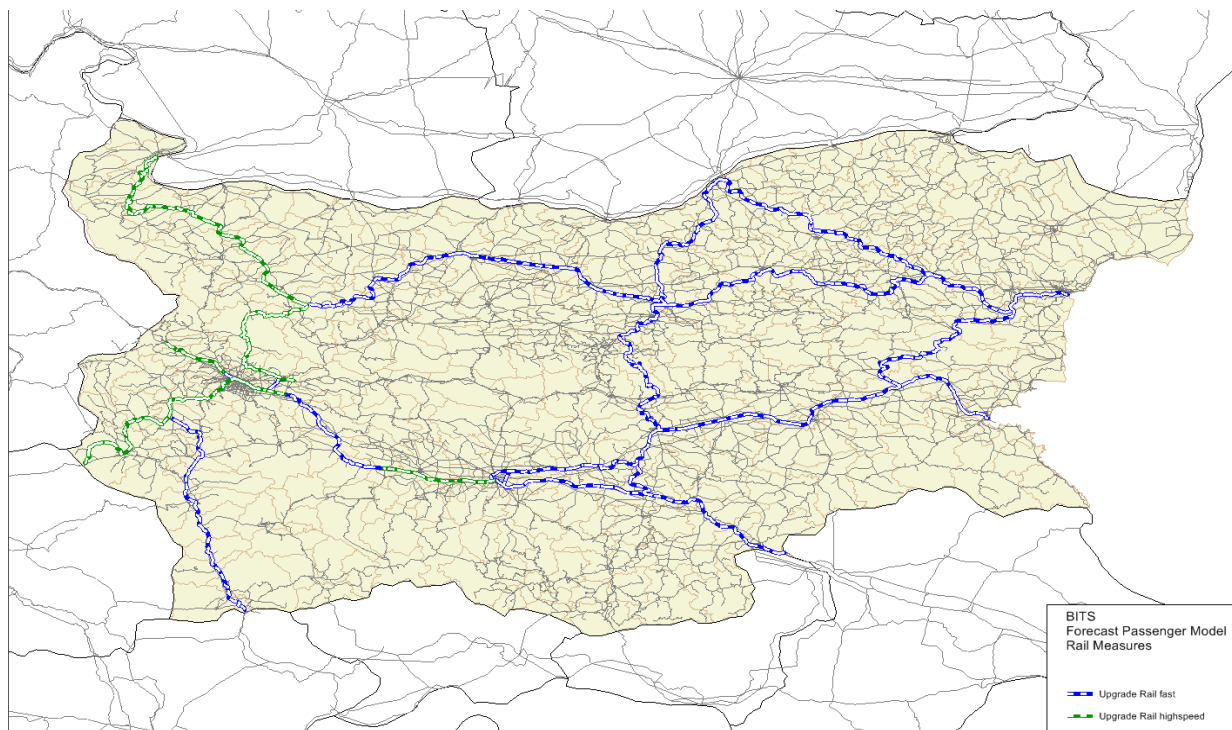 BITS
Forecast Passenger Model
Rail Measures
Upgrade Rail fast
Upgrade Rail highspeed